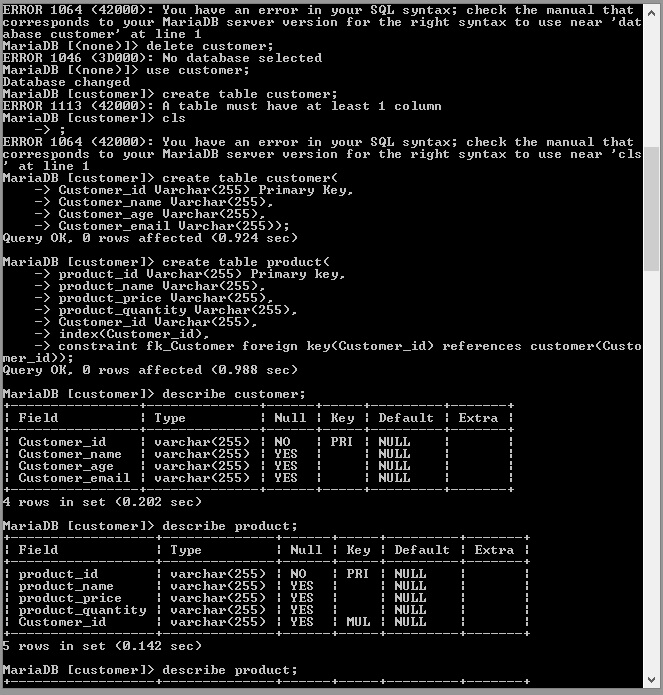 ERROR 1064 (42000): You have an error in your SQL syntax; check the manual that
corresponds to your MariaDB server version for the right syntax to use near 'dat
abase customer' at line 1
MariaDB [(none)]> delete customer;
ERROR 1046 (3D000): No database selected
MariaDB [(none)]> use customer;
Database changed
MariaDB [customer]> create table customer;
ERROR 1113 (42000): A table must have at least 1 column
MariaDB [customer]> cls
    -> ;
ERROR 1064 (42000): You have an error in your SQL syntax; check the manual that
corresponds to your MariaDB server version for the right syntax to use near 'cls
' at line 1
MariaDB [customer]> create table customer(
    -> Customer_id Varchar(255) Primary Key,
    -> Customer_name Varchar(255),
    -> Customer_age Varchar(255),
    -> Customer_email Varchar(255));
Query OK, 0 rows affected (0.924 sec)

MariaDB [customer]> create table product(
    -> product_id Varchar(255) Primary key,
    -> product_name Varchar(255),
    -> product_price Varchar(255),
    -> product_quantity Varchar(255),
    -> Customer_id Varchar(255),
    -> index(Customer_id),
    -> constraint fk_Customer foreign key(Customer_id) references customer(Custo
mer_id));
Query OK, 0 rows affected (0.988 sec)

MariaDB [customer]> describe customer;
+----------------+--------------+------+-----+---------+-------+
| Field          | Type         | Null | Key | Default | Extra |
+----------------+--------------+------+-----+---------+-------+
| Customer_id    | varchar(255) | NO   | PRI | NULL    |       |
| Customer_name  | varchar(255) | YES  |     | NULL    |       |
| Customer_age   | varchar(255) | YES  |     | NULL    |       |
| Customer_email | varchar(255) | YES  |     | NULL    |       |
+----------------+--------------+------+-----+---------+-------+
4 rows in set (0.202 sec)

MariaDB [customer]> describe product;
+------------------+--------------+------+-----+---------+-------+
| Field            | Type         | Null | Key | Default | Extra |
+------------------+--------------+------+-----+---------+-------+
| product_id       | varchar(255) | NO   | PRI | NULL    |       |
| product_name     | varchar(255) | YES  |     | NULL    |       |
| product_price    | varchar(255) | YES  |     | NULL    |       |
| product_quantity | varchar(255) | YES  |     | NULL    |       |
| Customer_id      | varchar(255) | YES  | MUL | NULL    |       |
+------------------+--------------+------+-----+---------+-------+
5 rows in set (0.142 sec)

MariaDB [customer]> describe product;
+------------------+--------------+------+-----+---------+-------+